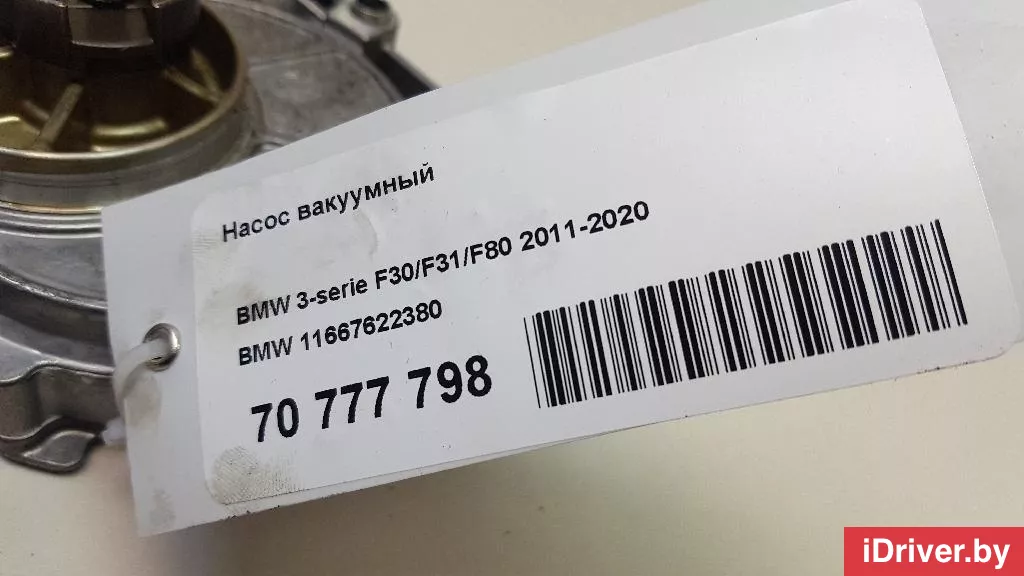 Насос вакуумный
BMW 3-serie F30/F31/F80 2011-2020
BMW 11667622380
70 777 798
iDriver.by